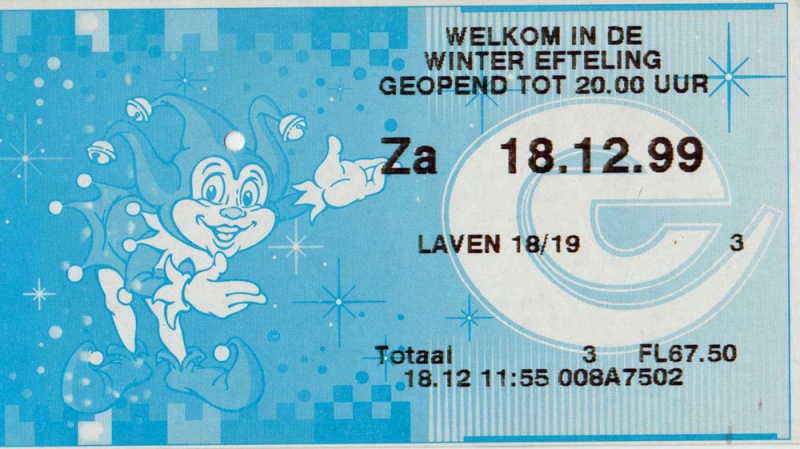 WELKOM IN DE
WINTER EFTELING
GEOPEND TOT 20.00 UUR
Za 18.12.99
LAVEN 18/19 3
Totaal 3 FL67.50
18.12 11:55 008A7502